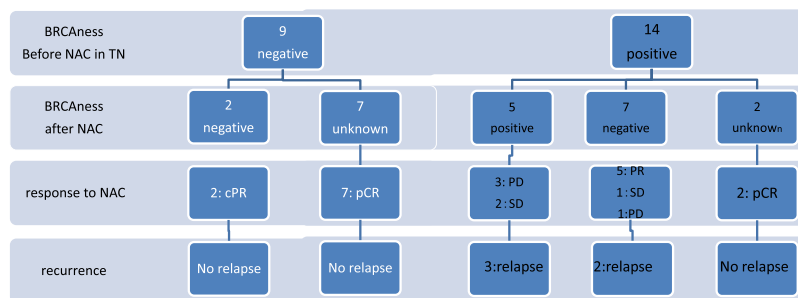 BRCAness
Before NAC in TN
9
negative
14
positive
BRCAness
after NAC
2
negative
7
unknown
5
positive
7
negative
2
unknown
response to NAC
2: cPR
7: pCR
3: PD
2: SD
5: PR
1: SD
1:PD
2: pCR
recurrence
No relapse
No relapse
3:relapse
2:relapse
No relapse